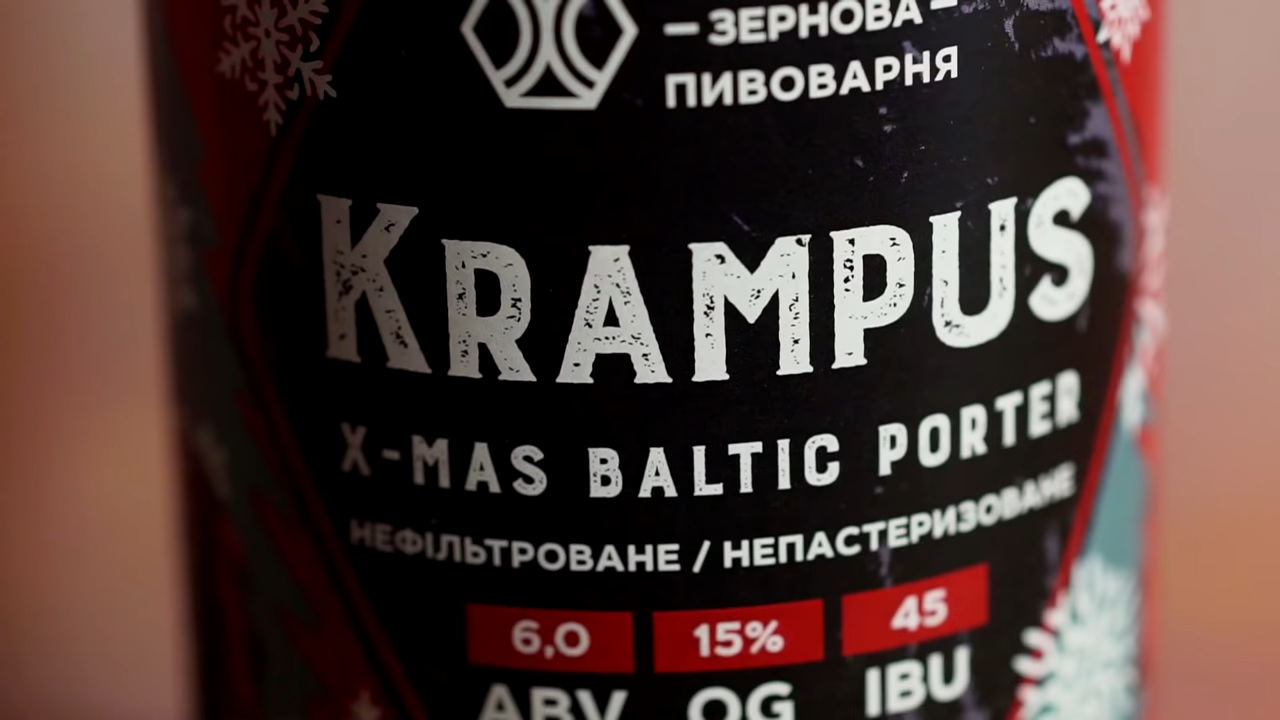 – ЗЕРНОВА –
ПИВОВАРНЯ
KRAMPUS
X-MAS BALTIC PORTER
НЕФІЛЬТРОВАНЕ / НЕПАСТЕРИЗОВАНЕ
6,0 15% 45
ABV OG IBU